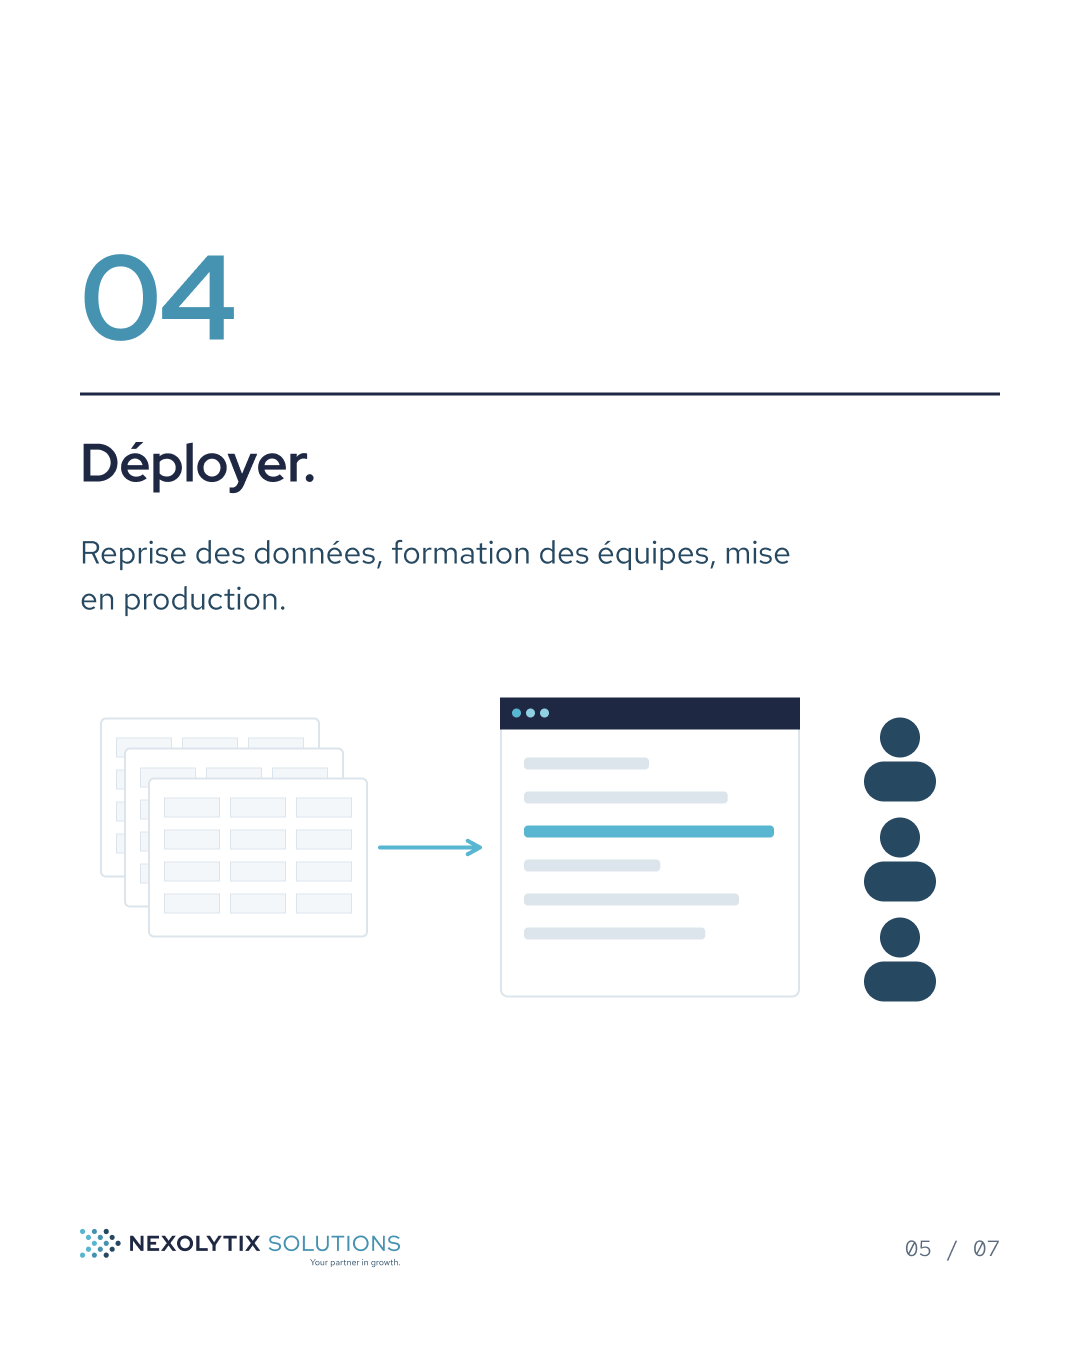 04
Déployer.
Reprise des données, formation des équipes, mise
en production.
NEXOLYTIX SOLUTIONS
Your partner in growth.
05 / 07